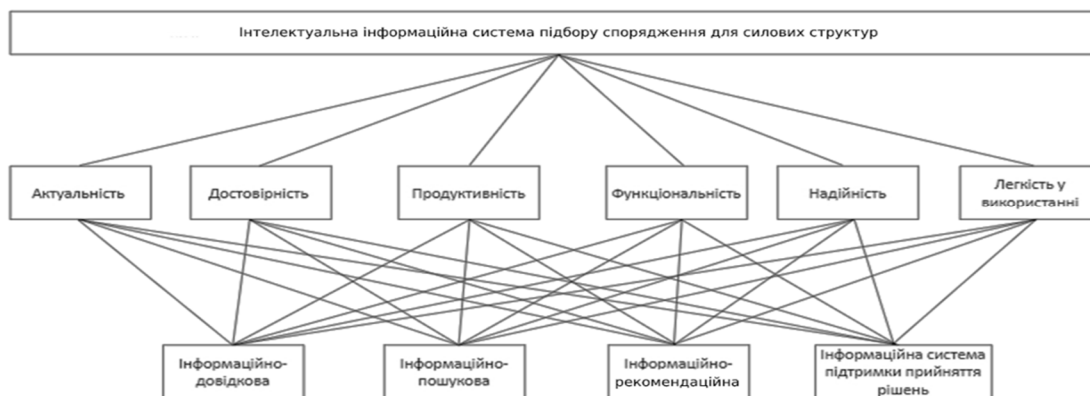 Інтелектуальна інформаційна система підбору спорядження для силових структур
Актуальність
Достовірність
Продуктивність
Функціональність
Надійність
Легкість у
використанні
Інформаційно-
довідкова
Інформаційно-
пошукова
Інформаційно-
рекомендаційна
Інформаційна система
підтримки прийняття
рішень